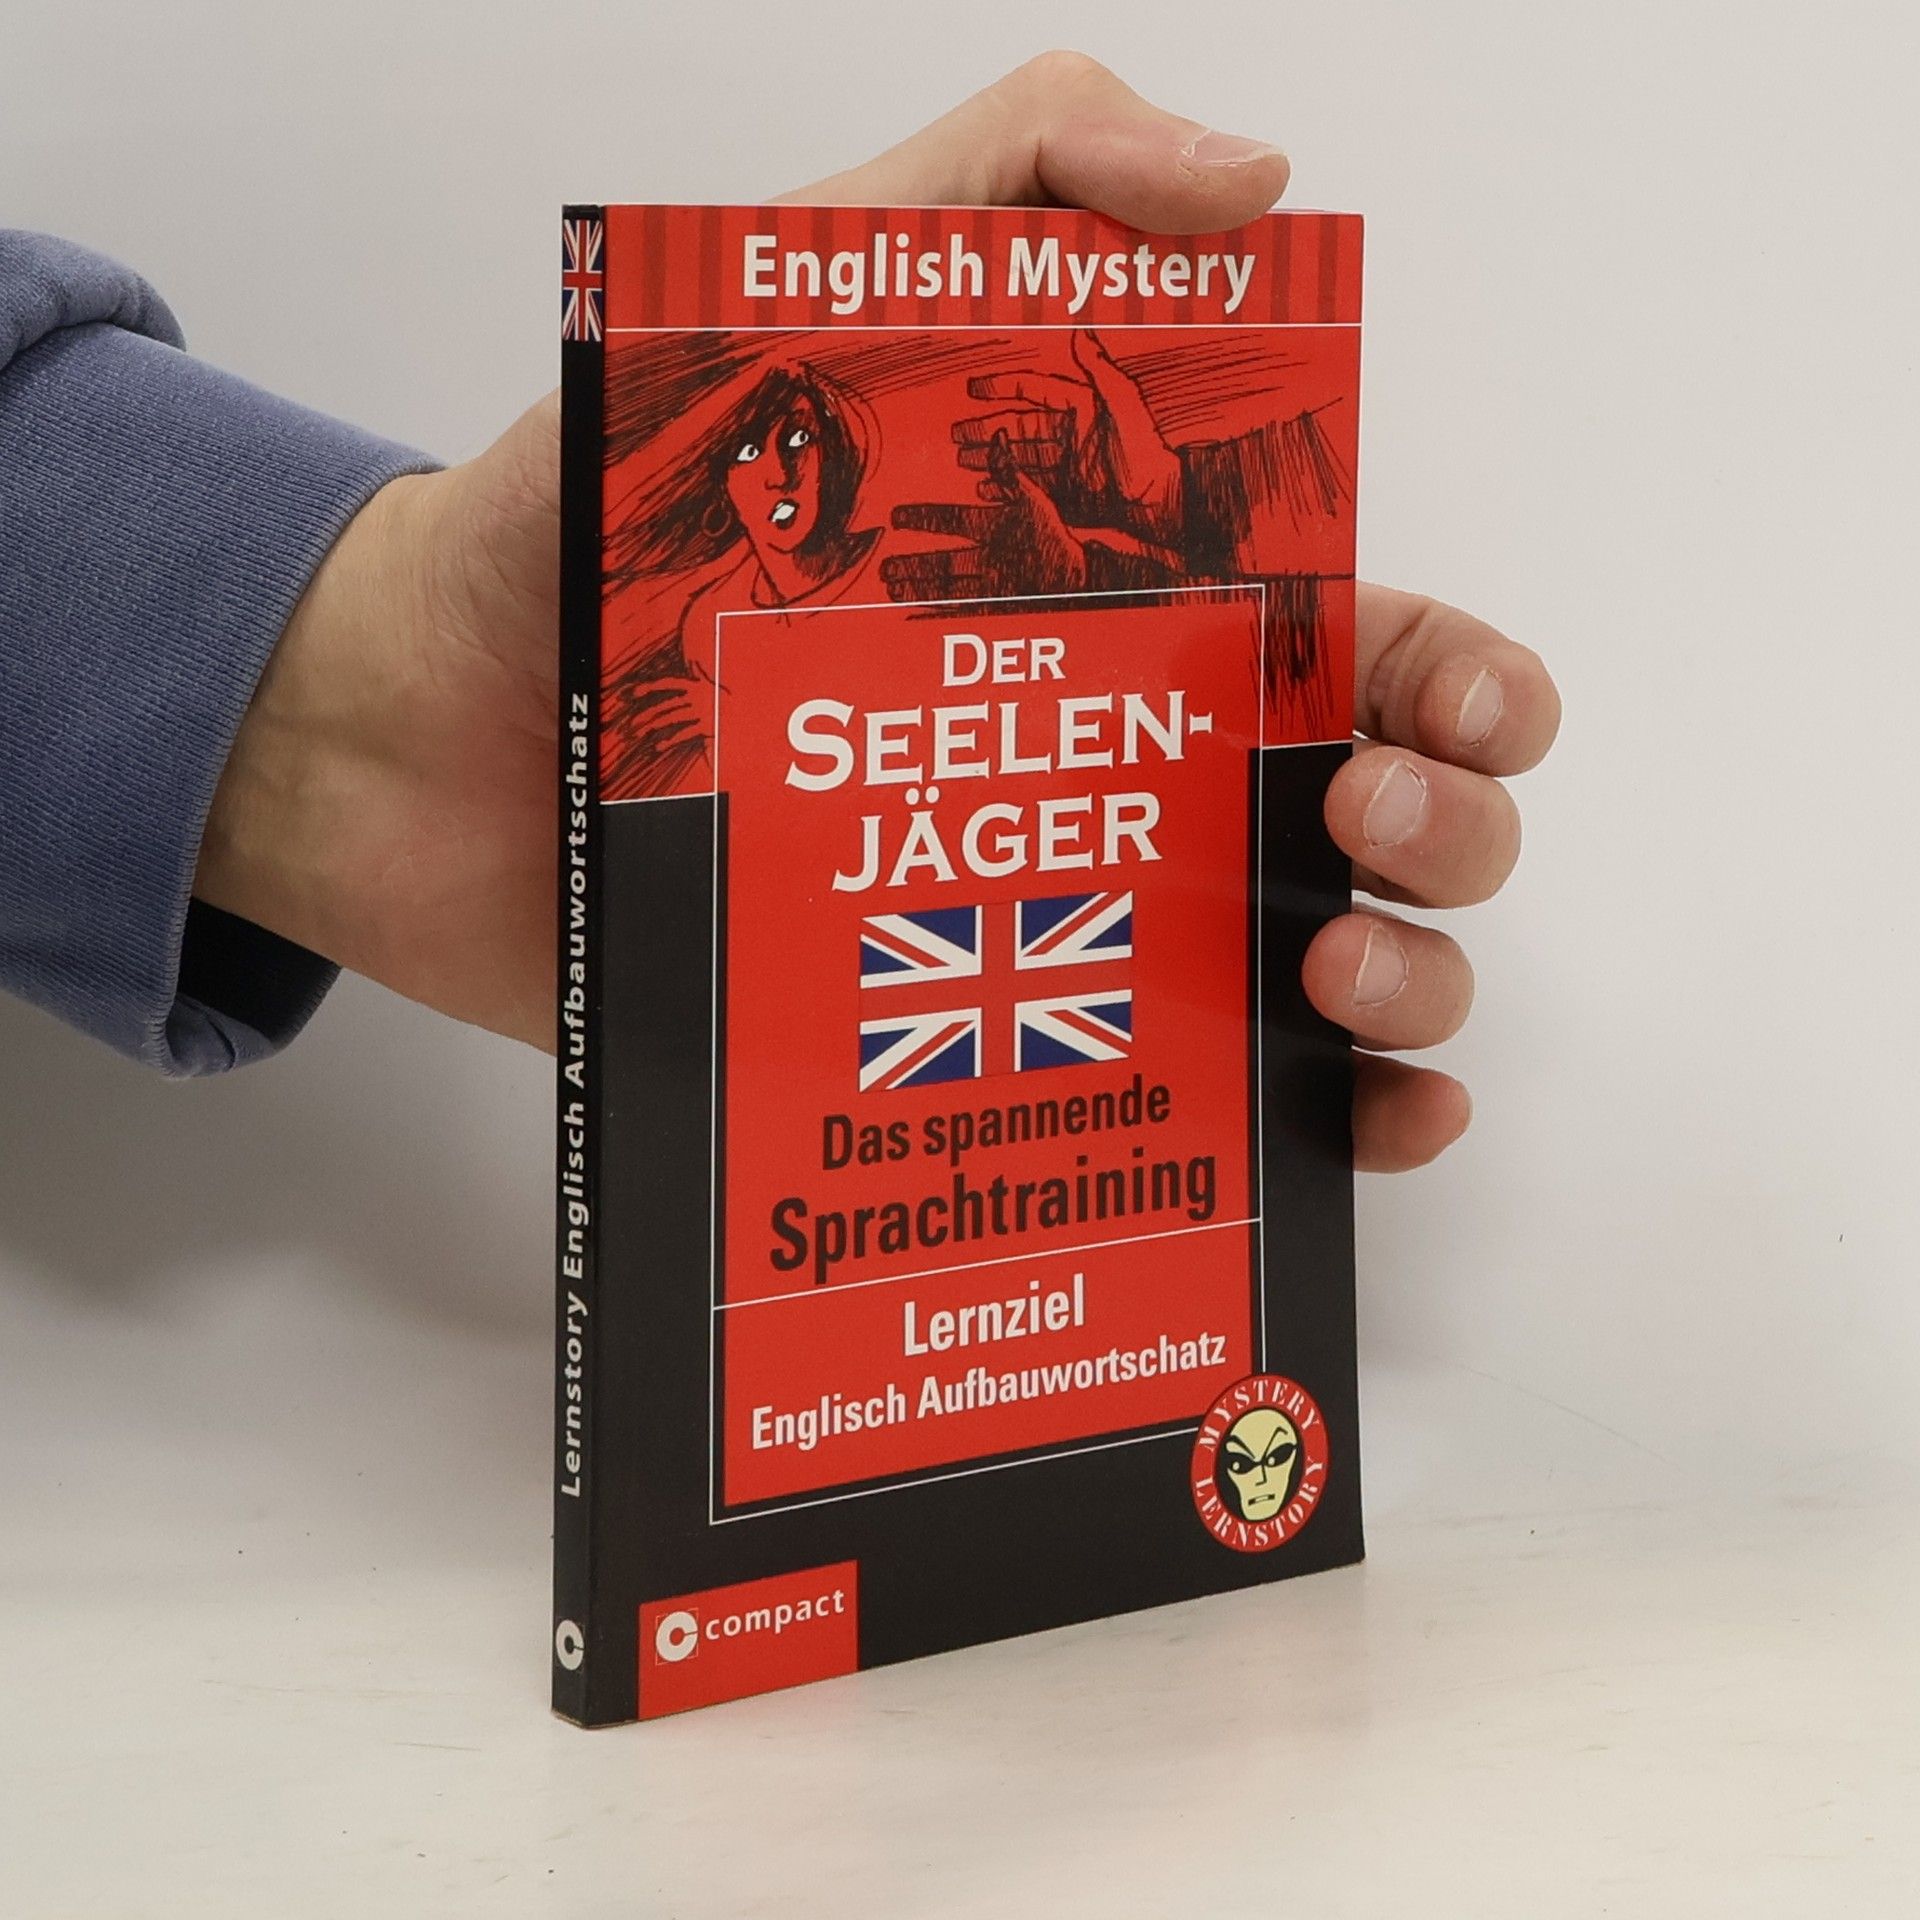 English Mystery
DER
SEELEN-
JÄGER
Das spannende
Sprachtraining
Lernziel
Englisch Aufbauwortschatz
MYSTERY
LERNSTORY
compact
Lernstory Englisch Aufbauwortschatz